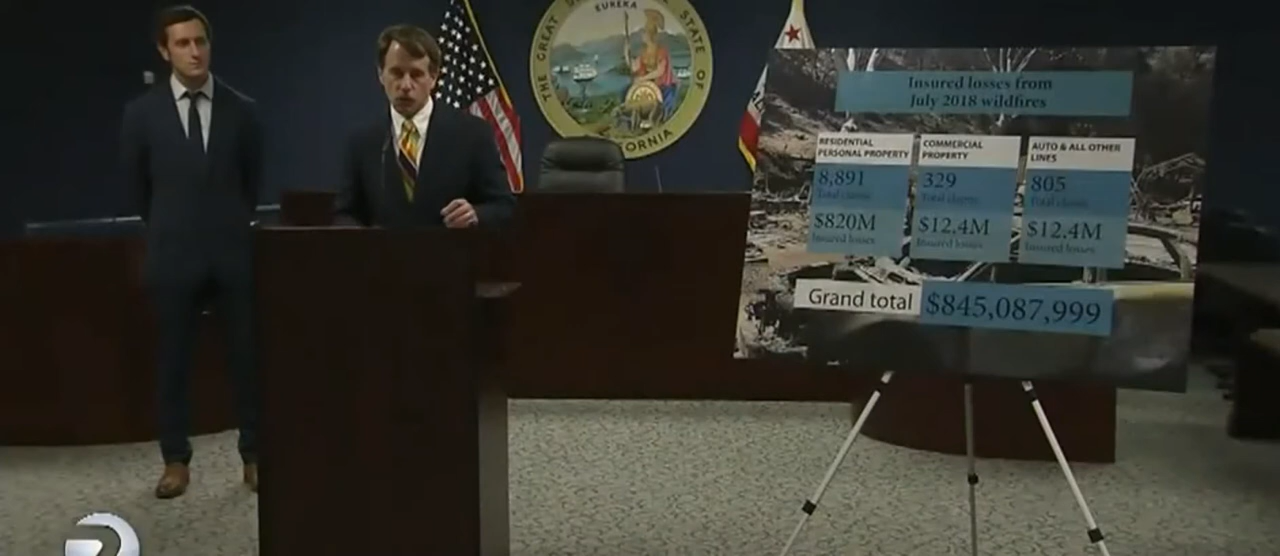 EUREKA
THE GREAT
STATE OF
Insured losses from
July 2018 wildfires
RESIDENTIAL
PERSONAL PROPERTY
COMMERCIAL
PROPERTY
AUTO & ALL OTHER
LINES
8,891
Total claims
329
Total claims
805
Total claims
$820M
Insured losses
$12.4M
Insured losses
$12.4M
Insured losses
Grand total $845,087,999